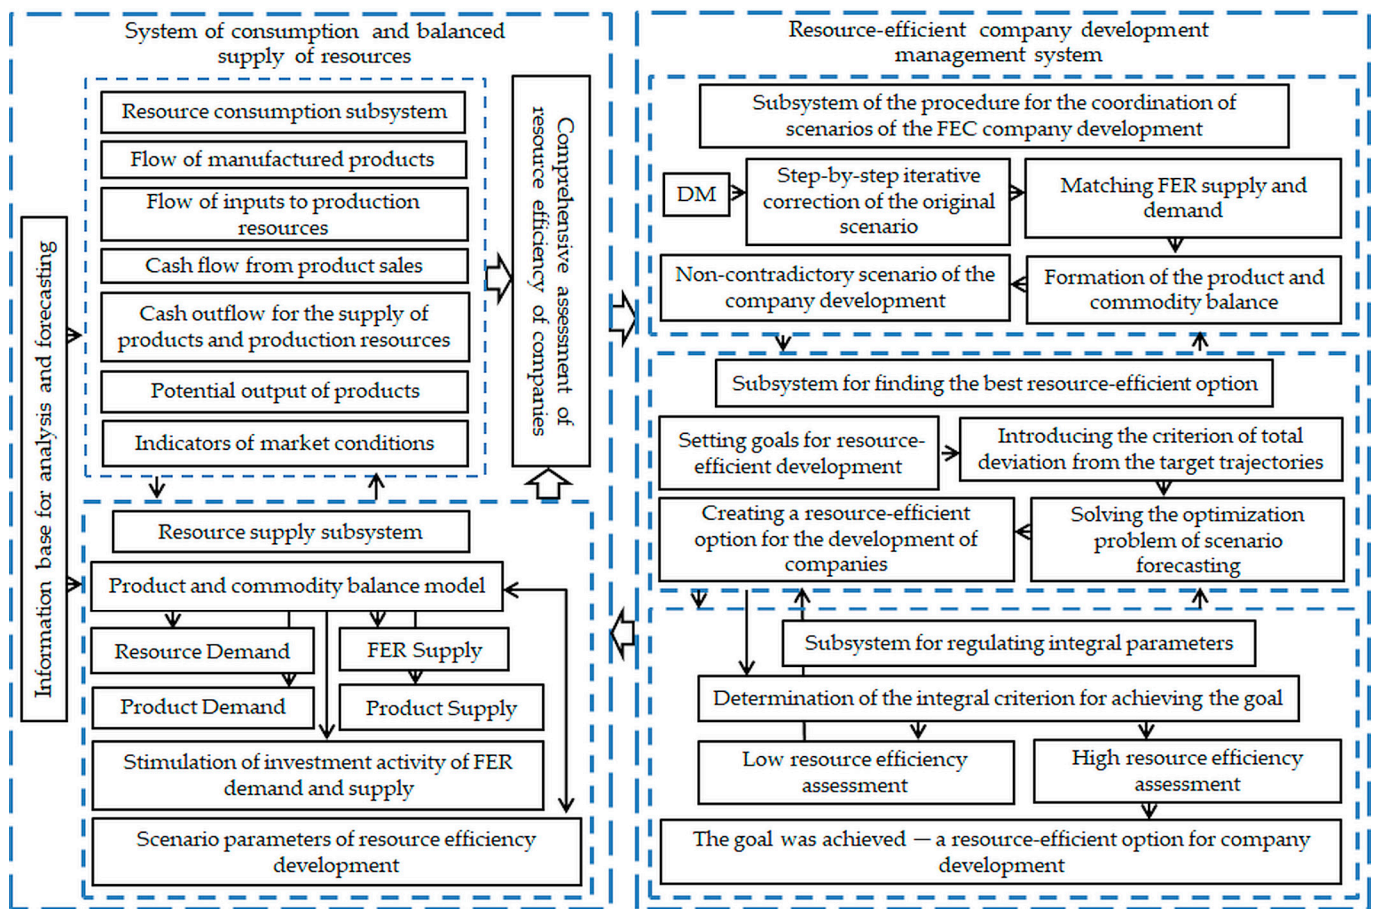 System of consumption and balanced
supply of resources
Information base for analysis and forecasting
Resource consumption subsystem
Flow of manufactured products
Flow of inputs to production
resources
Cash flow from product sales
Cash outflow for the supply of
products and production resources
Potential output of products
Indicators of market conditions
Comprehensive assessment of
resource efficiency of companies
Resource supply subsystem
Product and commodity balance model
Resource Demand
FER Supply
Product Demand
Product Supply
Stimulation of investment activity of FER
demand and supply
Scenario parameters of resource efficiency
development
Resource-efficient company development
management system
Subsystem of the procedure for the coordination of
scenarios of the FEC company development
DM
Step-by-step iterative
correction of the original
scenario
Matching FER supply and
demand
Non-contradictory scenario of the
company development
Formation of the product and
commodity balance
Subsystem for finding the best resource-efficient option
Setting goals for resource-
efficient development
Introducing the criterion of total
deviation from the target trajectories
Creating a resource-efficient
option for the development of
companies
Solving the optimization
problem of scenario
forecasting
Subsystem for regulating integral parameters
Determination of the integral criterion for achieving the goal
Low resource efficiency
assessment
High resource efficiency
assessment
The goal was achieved — a resource-efficient option for company
development